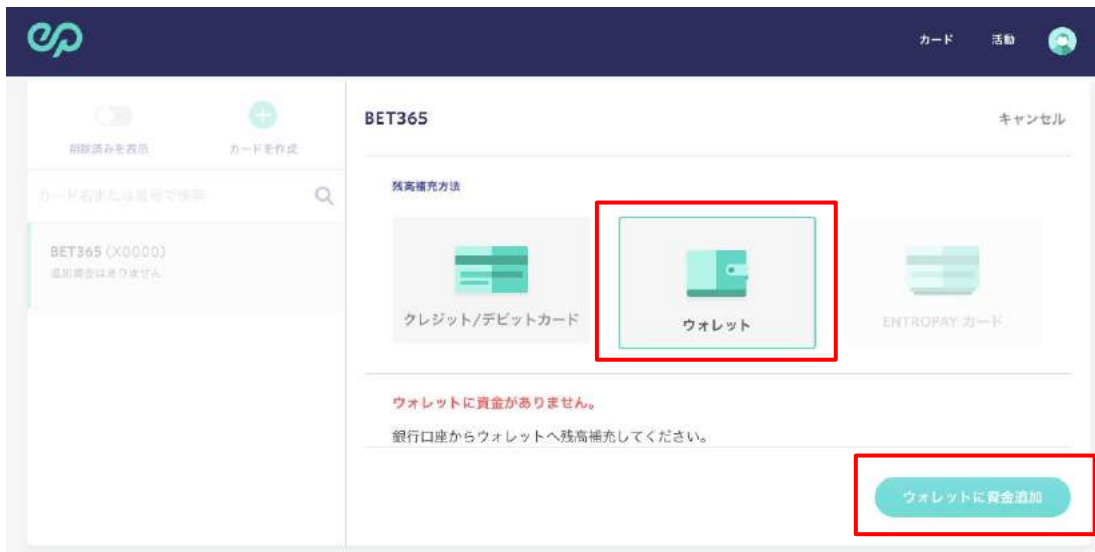 ep
カード
活動
削除済みを表示
カードを作成
カード名または番号で検索
BET365 (X0000)
追加資金はありません
BET365
キャンセル
残高補充方法
クレジット/デビットカード
ウォレット
ENTROPAY カード
ウォレットに資金がありません。
銀行口座からウォレットへ残高補充してください。
ウォレットに資金追加